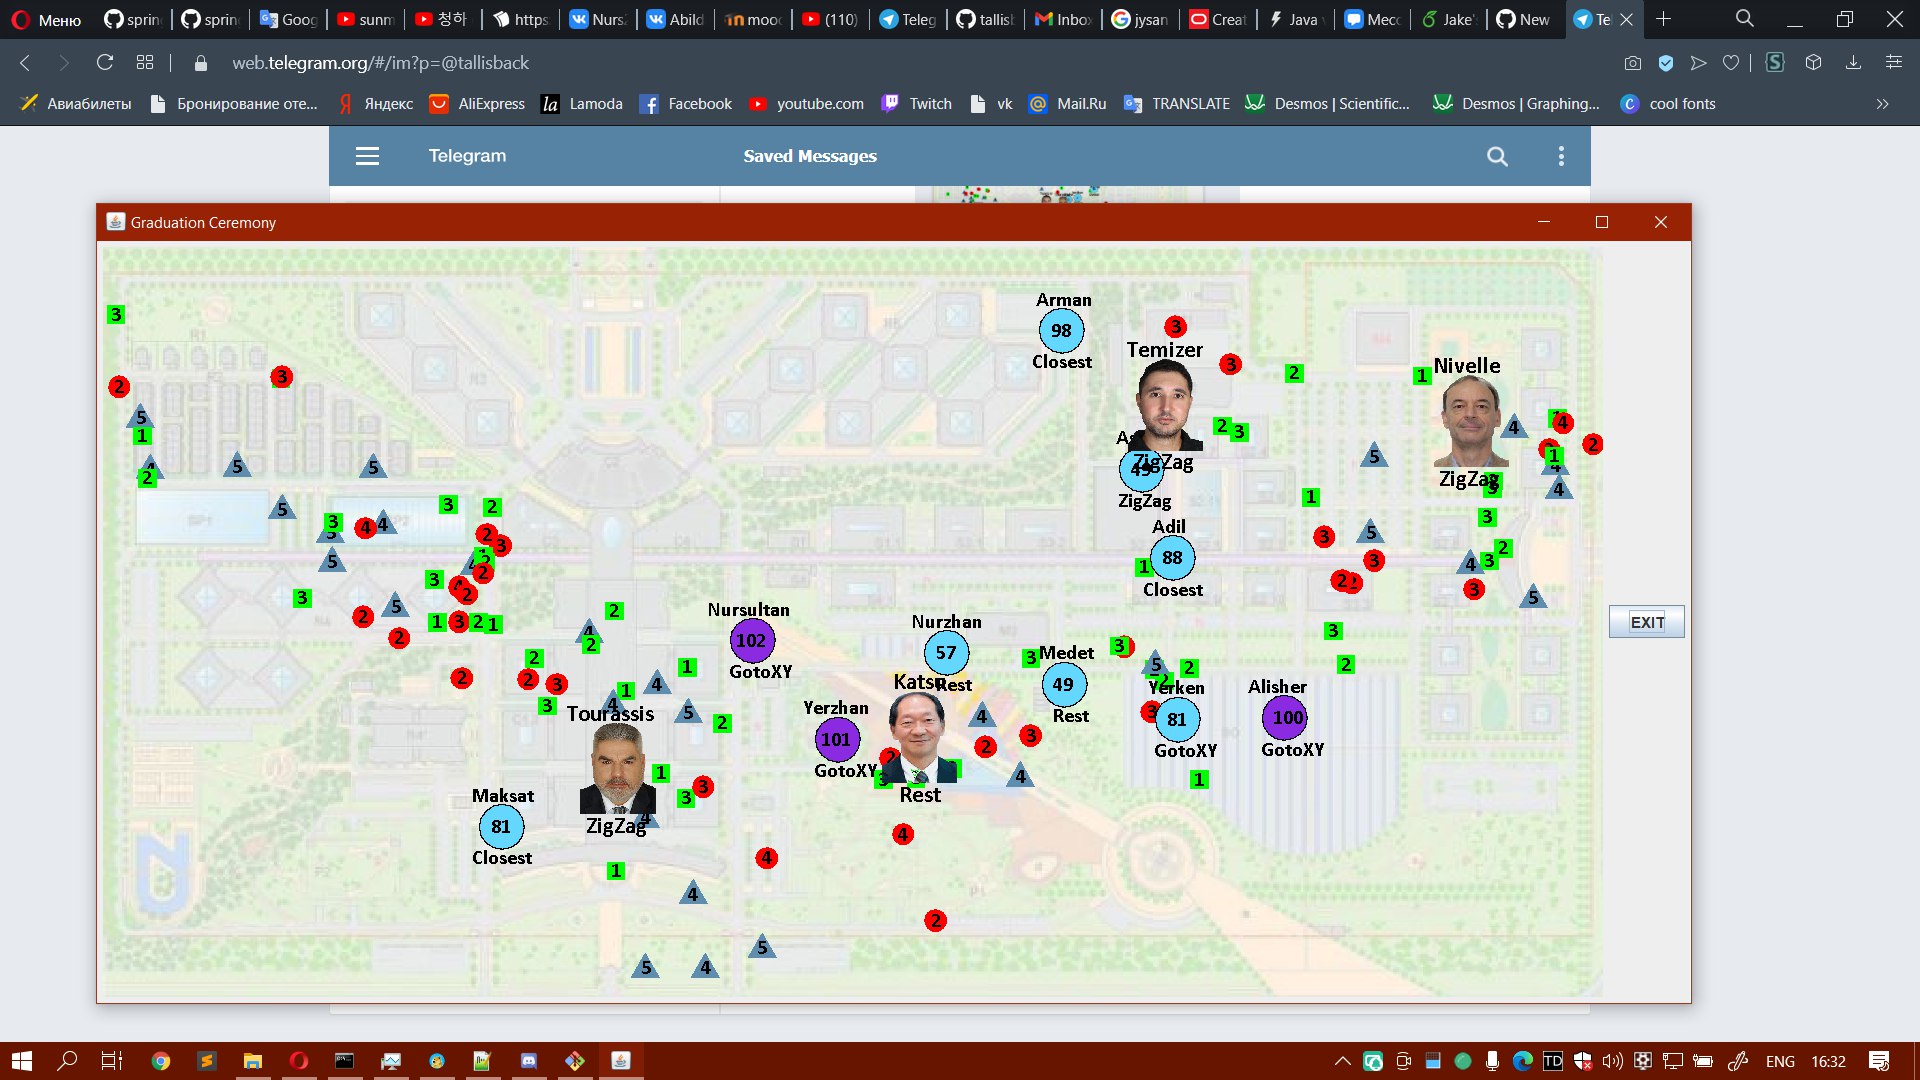 Меню
sprin
sprin
Goog
sunm
청하
https
Nurs
Abild
mooc
(110)
Teleg
tallis
Inbo
jysan
Creat
Java
Мессе
Jake'
New
Te
web.telegram.org/#/im?p=@tallisback
Авиабилеты
Бронирование оте...
Яндекс
AliExpress
Lamoda
Facebook
youtube.com
Twitch
vk
Mail.Ru
TRANSLATE
Desmos | Scientific...
Desmos | Graphing...
cool fonts
Telegram
Saved Messages
Graduation Ceremony
Arman
98
Closest
Temizer
ZigZag
Nivelle
ZigZag
49
ZigZag
Adil
88
Closest
Nursultan
102
GotoXY
Nurzhan
57
Rest
Medet
49
Rest
Katsu
Rest
Yerzhan
101
GotoXY
Yerken
81
GotoXY
Alisher
100
GotoXY
Tourassis
ZigZag
Maksat
81
Closest
EXIT
ENG
16:32